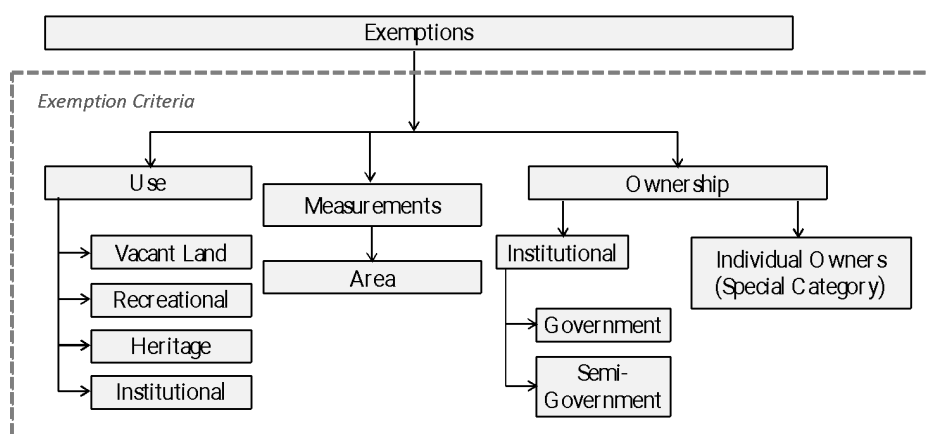 Exemptions
Exemption Criteria
Use
Measurements
Ownership
Vacant Land
Recreational
Heritage
Institutional
Area
Institutional
Government
Semi-
Government
Individual Owners
(Special Category)